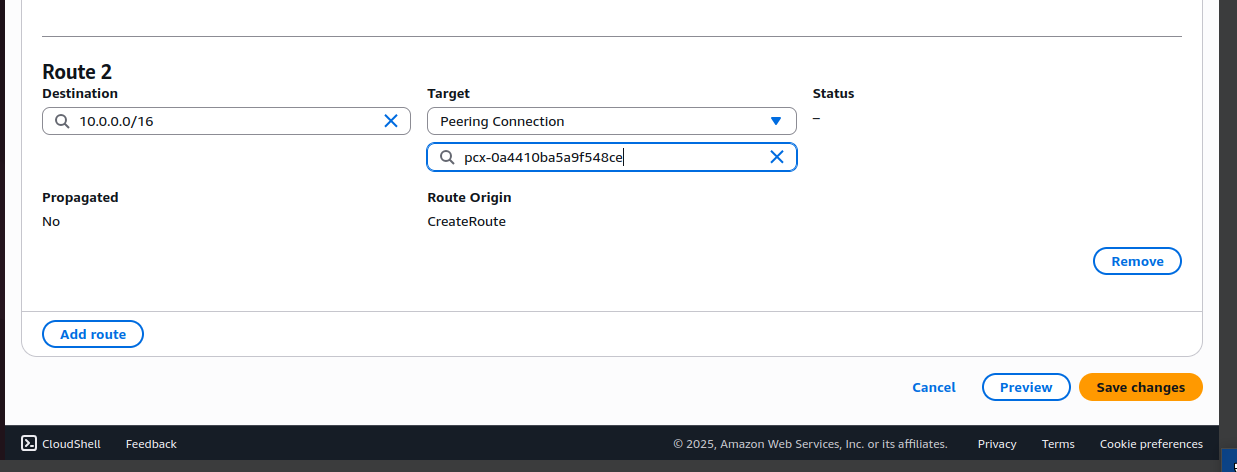 Route 2
Destination
Target
Status
10.0.0.0/16
Peering Connection
–
pcx-0a4410ba5a9f548ce
Propagated
Route Origin
No
CreateRoute
Remove
Add route
Cancel
Preview
Save changes
CloudShell
Feedback
© 2025, Amazon Web Services, Inc. or its affiliates.
Privacy
Terms
Cookie preferences